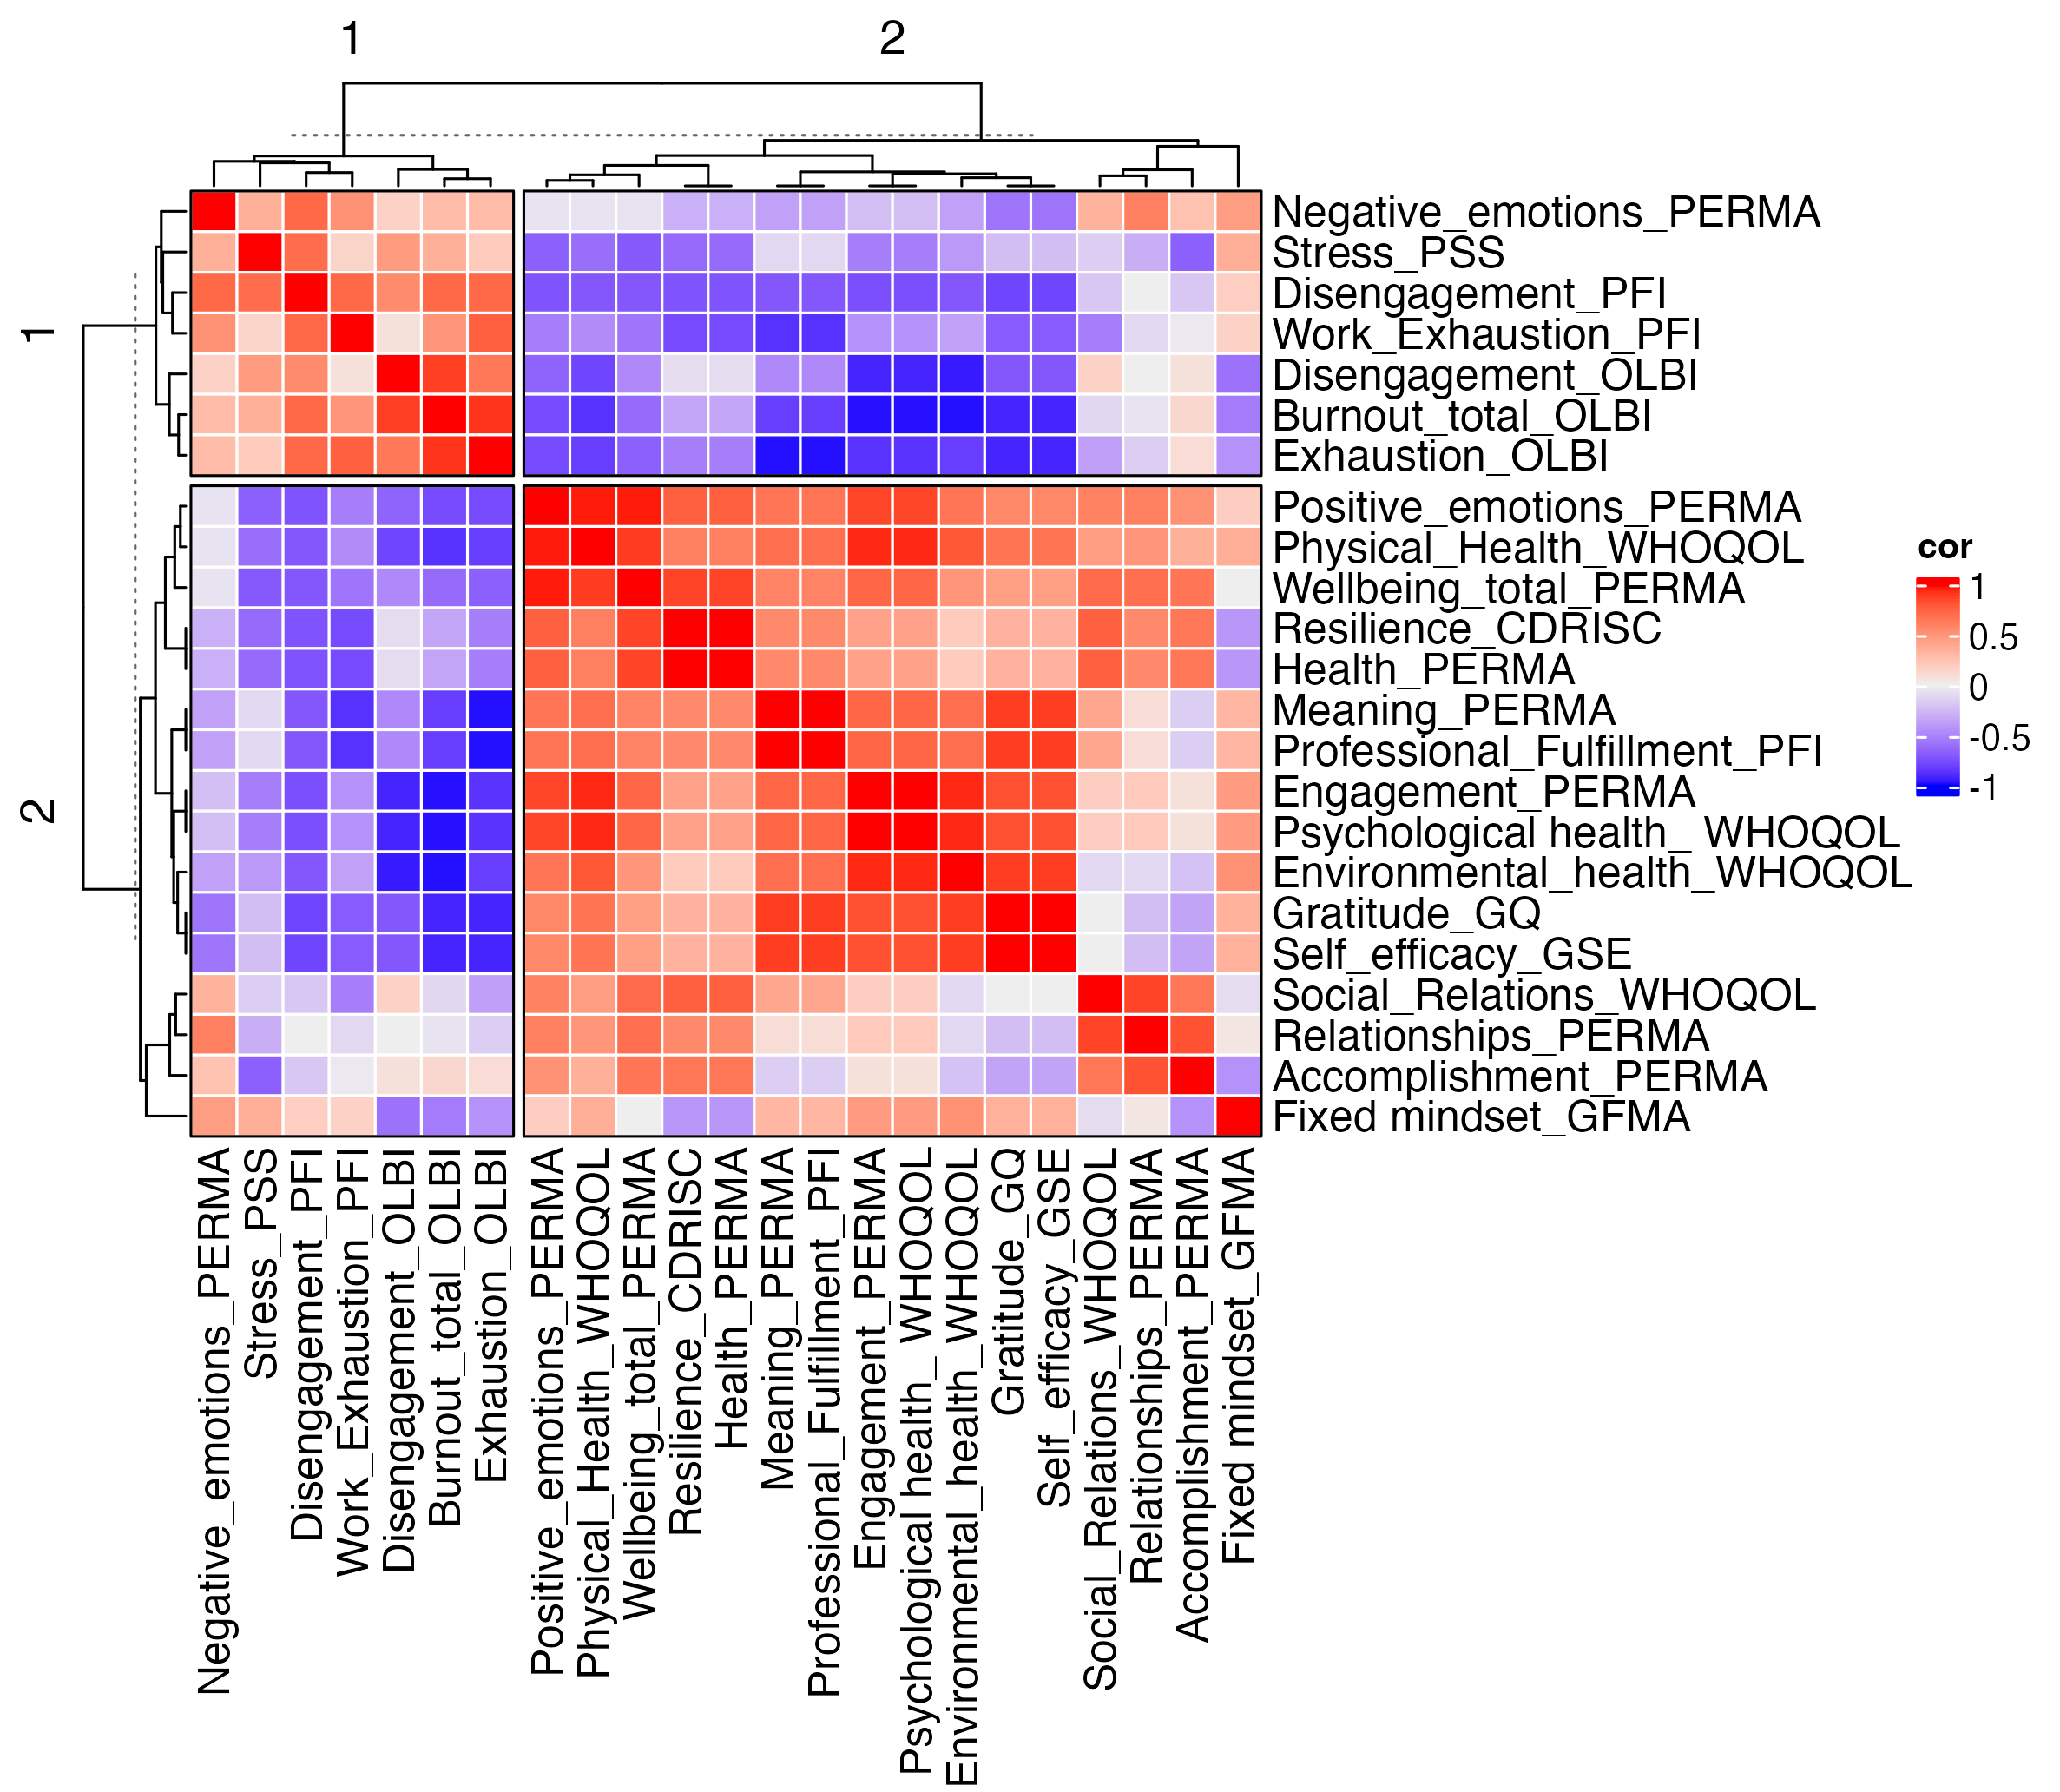 1
2
1
2
Negative_emotions_PERMA
Stress_PSS
Disengagement_PFI
Work_Exhaustion_PFI
Disengagement_OLBI
Burnout_total_OLBI
Exhaustion_OLBI
Positive_emotions_PERMA
Physical_Health_WHOQOL
Wellbeing_total_PERMA
Resilience_CDRISC
Health_PERMA
Meaning_PERMA
Professional_Fulfillment_PFI
Engagement_PERMA
Psychological health_ WHOQOL
Environmental_health_WHOQOL
Gratitude_GQ
Self_efficacy_GSE
Social_Relations_WHOQOL
Relationships_PERMA
Accomplishment_PERMA
Fixed mindset_GFMA
cor
1
0.5
0
-0.5
-1
Negative_emotions_PERMA
Stress_PSS
Disengagement_PFI
Work_Exhaustion_PFI
Disengagement_OLBI
Burnout_total_OLBI
Exhaustion_OLBI
Positive_emotions_PERMA
Physical_Health_WHOQOL
Wellbeing_total_PERMA
Resilience_CDRISC
Health_PERMA
Meaning_PERMA
Professional_Fulfillment_PFI
Engagement_PERMA
Psychological health_ WHOQOL
Environmental_health_WHOQOL
Gratitude_GQ
Self_efficacy_GSE
Social_Relations_WHOQOL
Relationships_PERMA
Accomplishment_PERMA
Fixed mindset_GFMA